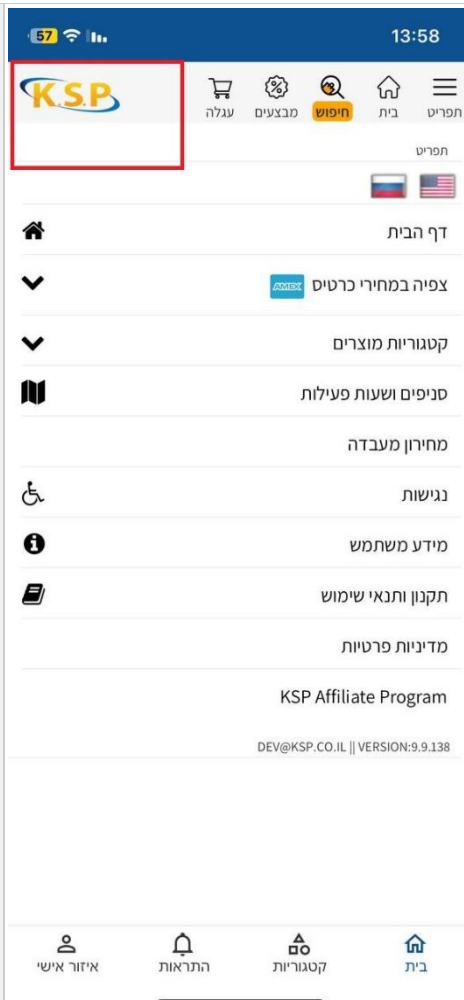 57 13:58
תפריט בית חיפוש מבצעים עגלה K.S.P
תפריט
דף הבית
צפיה במחירי כרטיס AMEX
קטגוריות מוצרים
סניפים ושעות פעילות
מחירון מעבדה
נגישות
מידע משתמש
תקנון ותנאי שימוש
מדיניות פרטיות
KSP Affiliate Program
DEV@KSP.CO.IL || VERSION:9.9.138
בית קטגוריות התראות איזור אישי